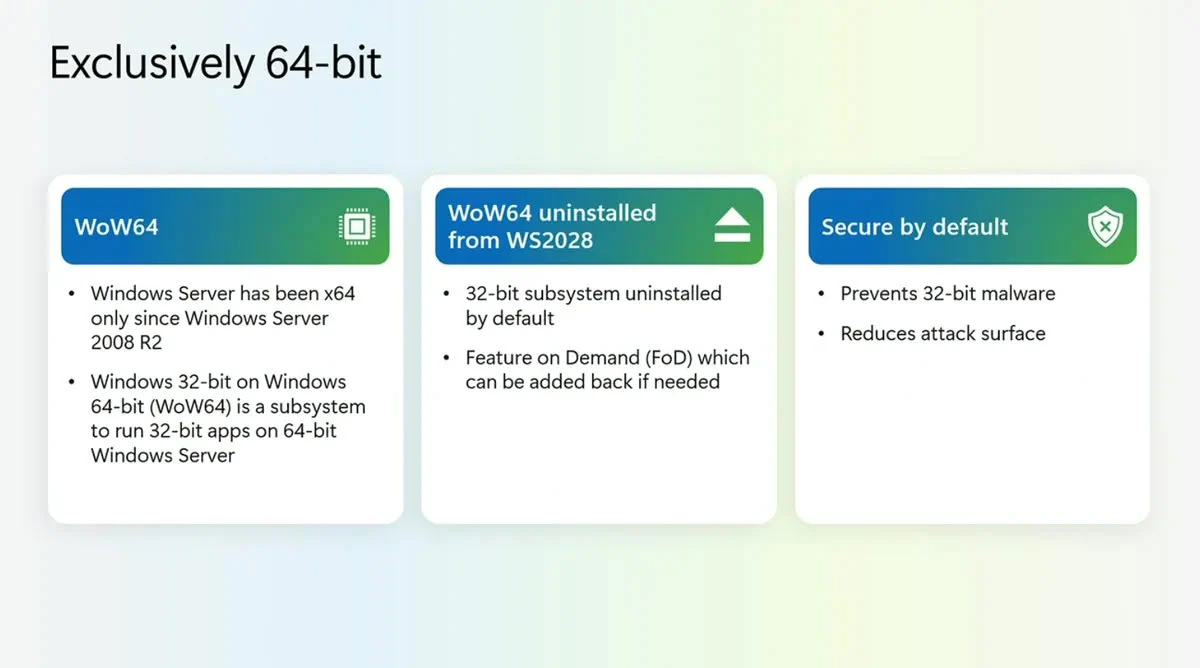 Exclusively 64-bit
WoW64
• Windows Server has been x64
only since Windows Server
2008 R2
• Windows 32-bit on Windows
64-bit (WoW64) is a subsystem
to run 32-bit apps on 64-bit
Windows Server
WoW64 uninstalled
from WS2028
• 32-bit subsystem uninstalled
by default
• Feature on Demand (FoD) which
can be added back if needed
Secure by default
• Prevents 32-bit malware
• Reduces attack surface